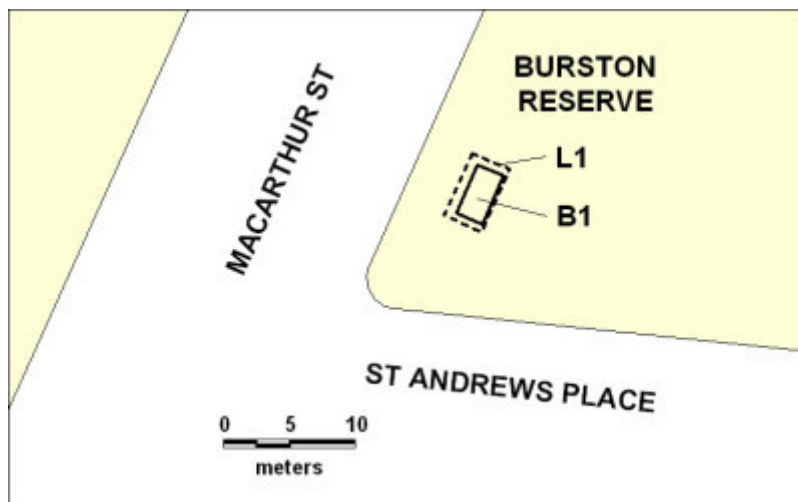 BURSTON
RESERVE
MACARTHUR ST
L1
B1
ST ANDREWS PLACE
0 5 10
meters